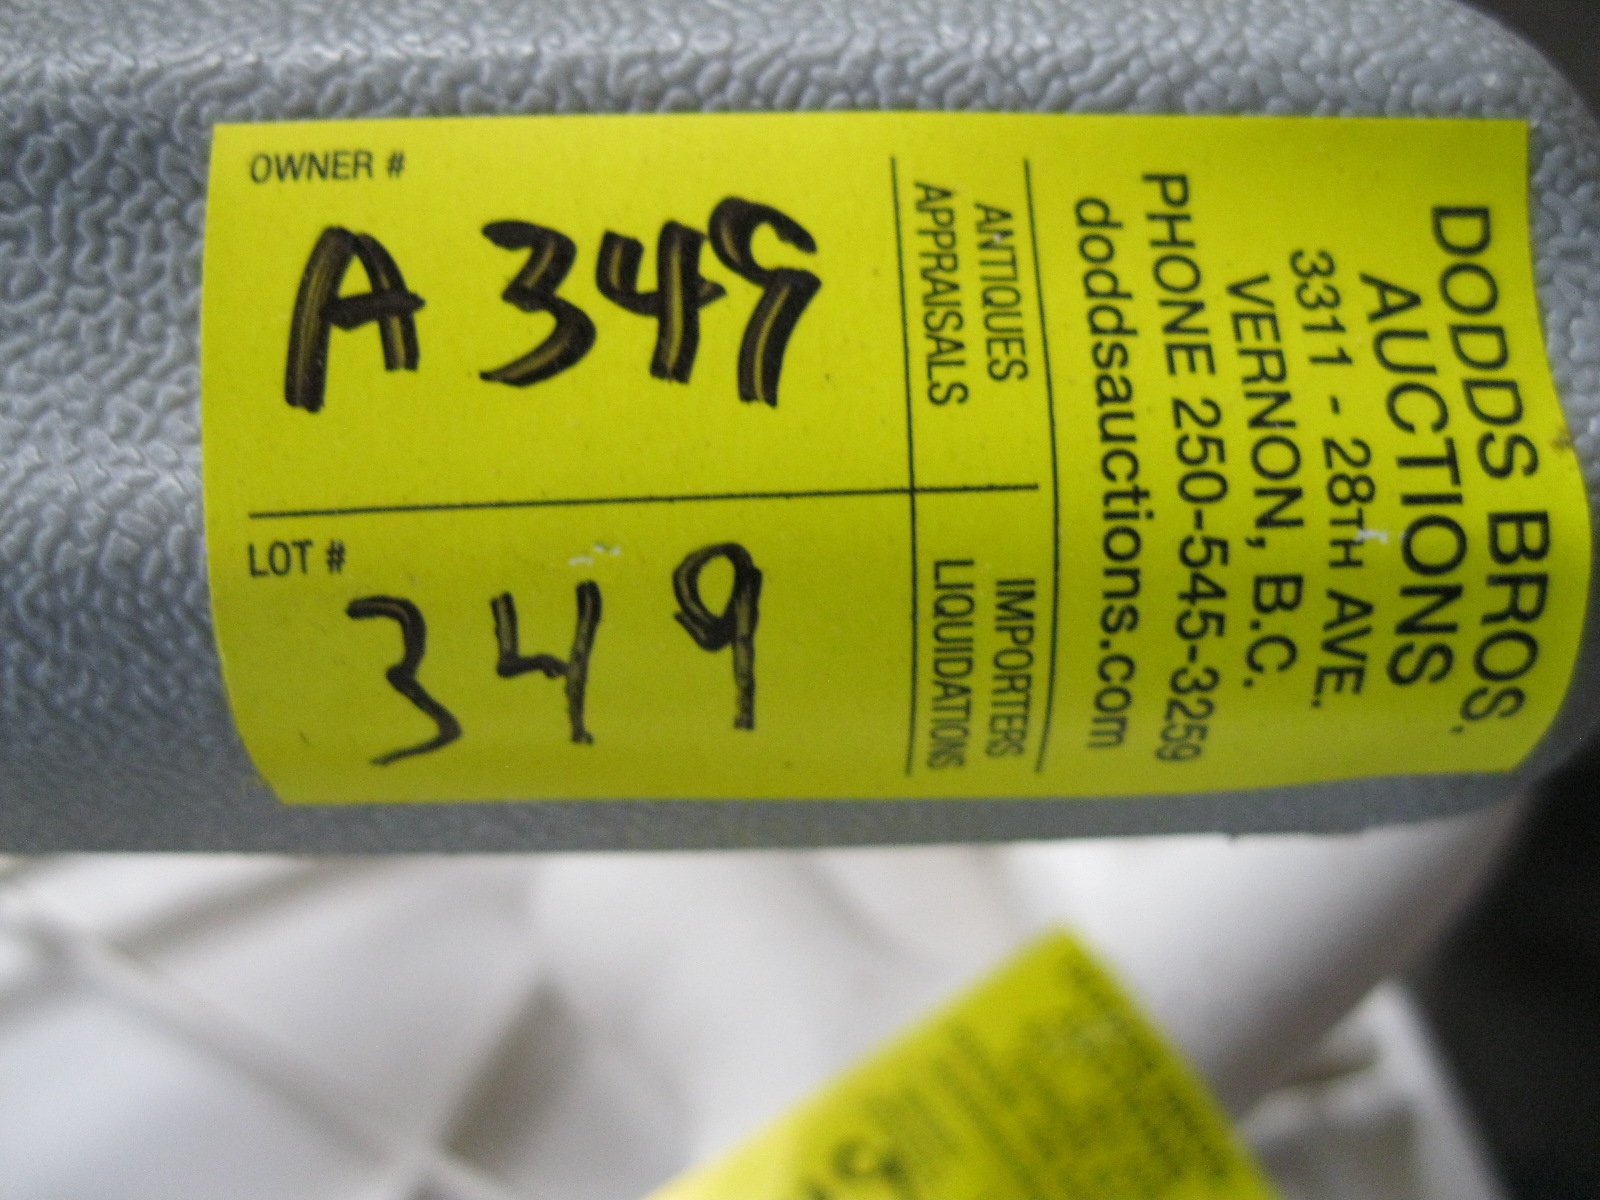 DODDS BROS.
AUCTIONS
3311 - 28TH AVE.
VERNON, B.C.
PHONE 250-545-3259
doddsauctions.com
ANTIQUES
APPRAISALS
IMPORTERS
LIQUIDATIONS
OWNER #
A 349
LOT #
349